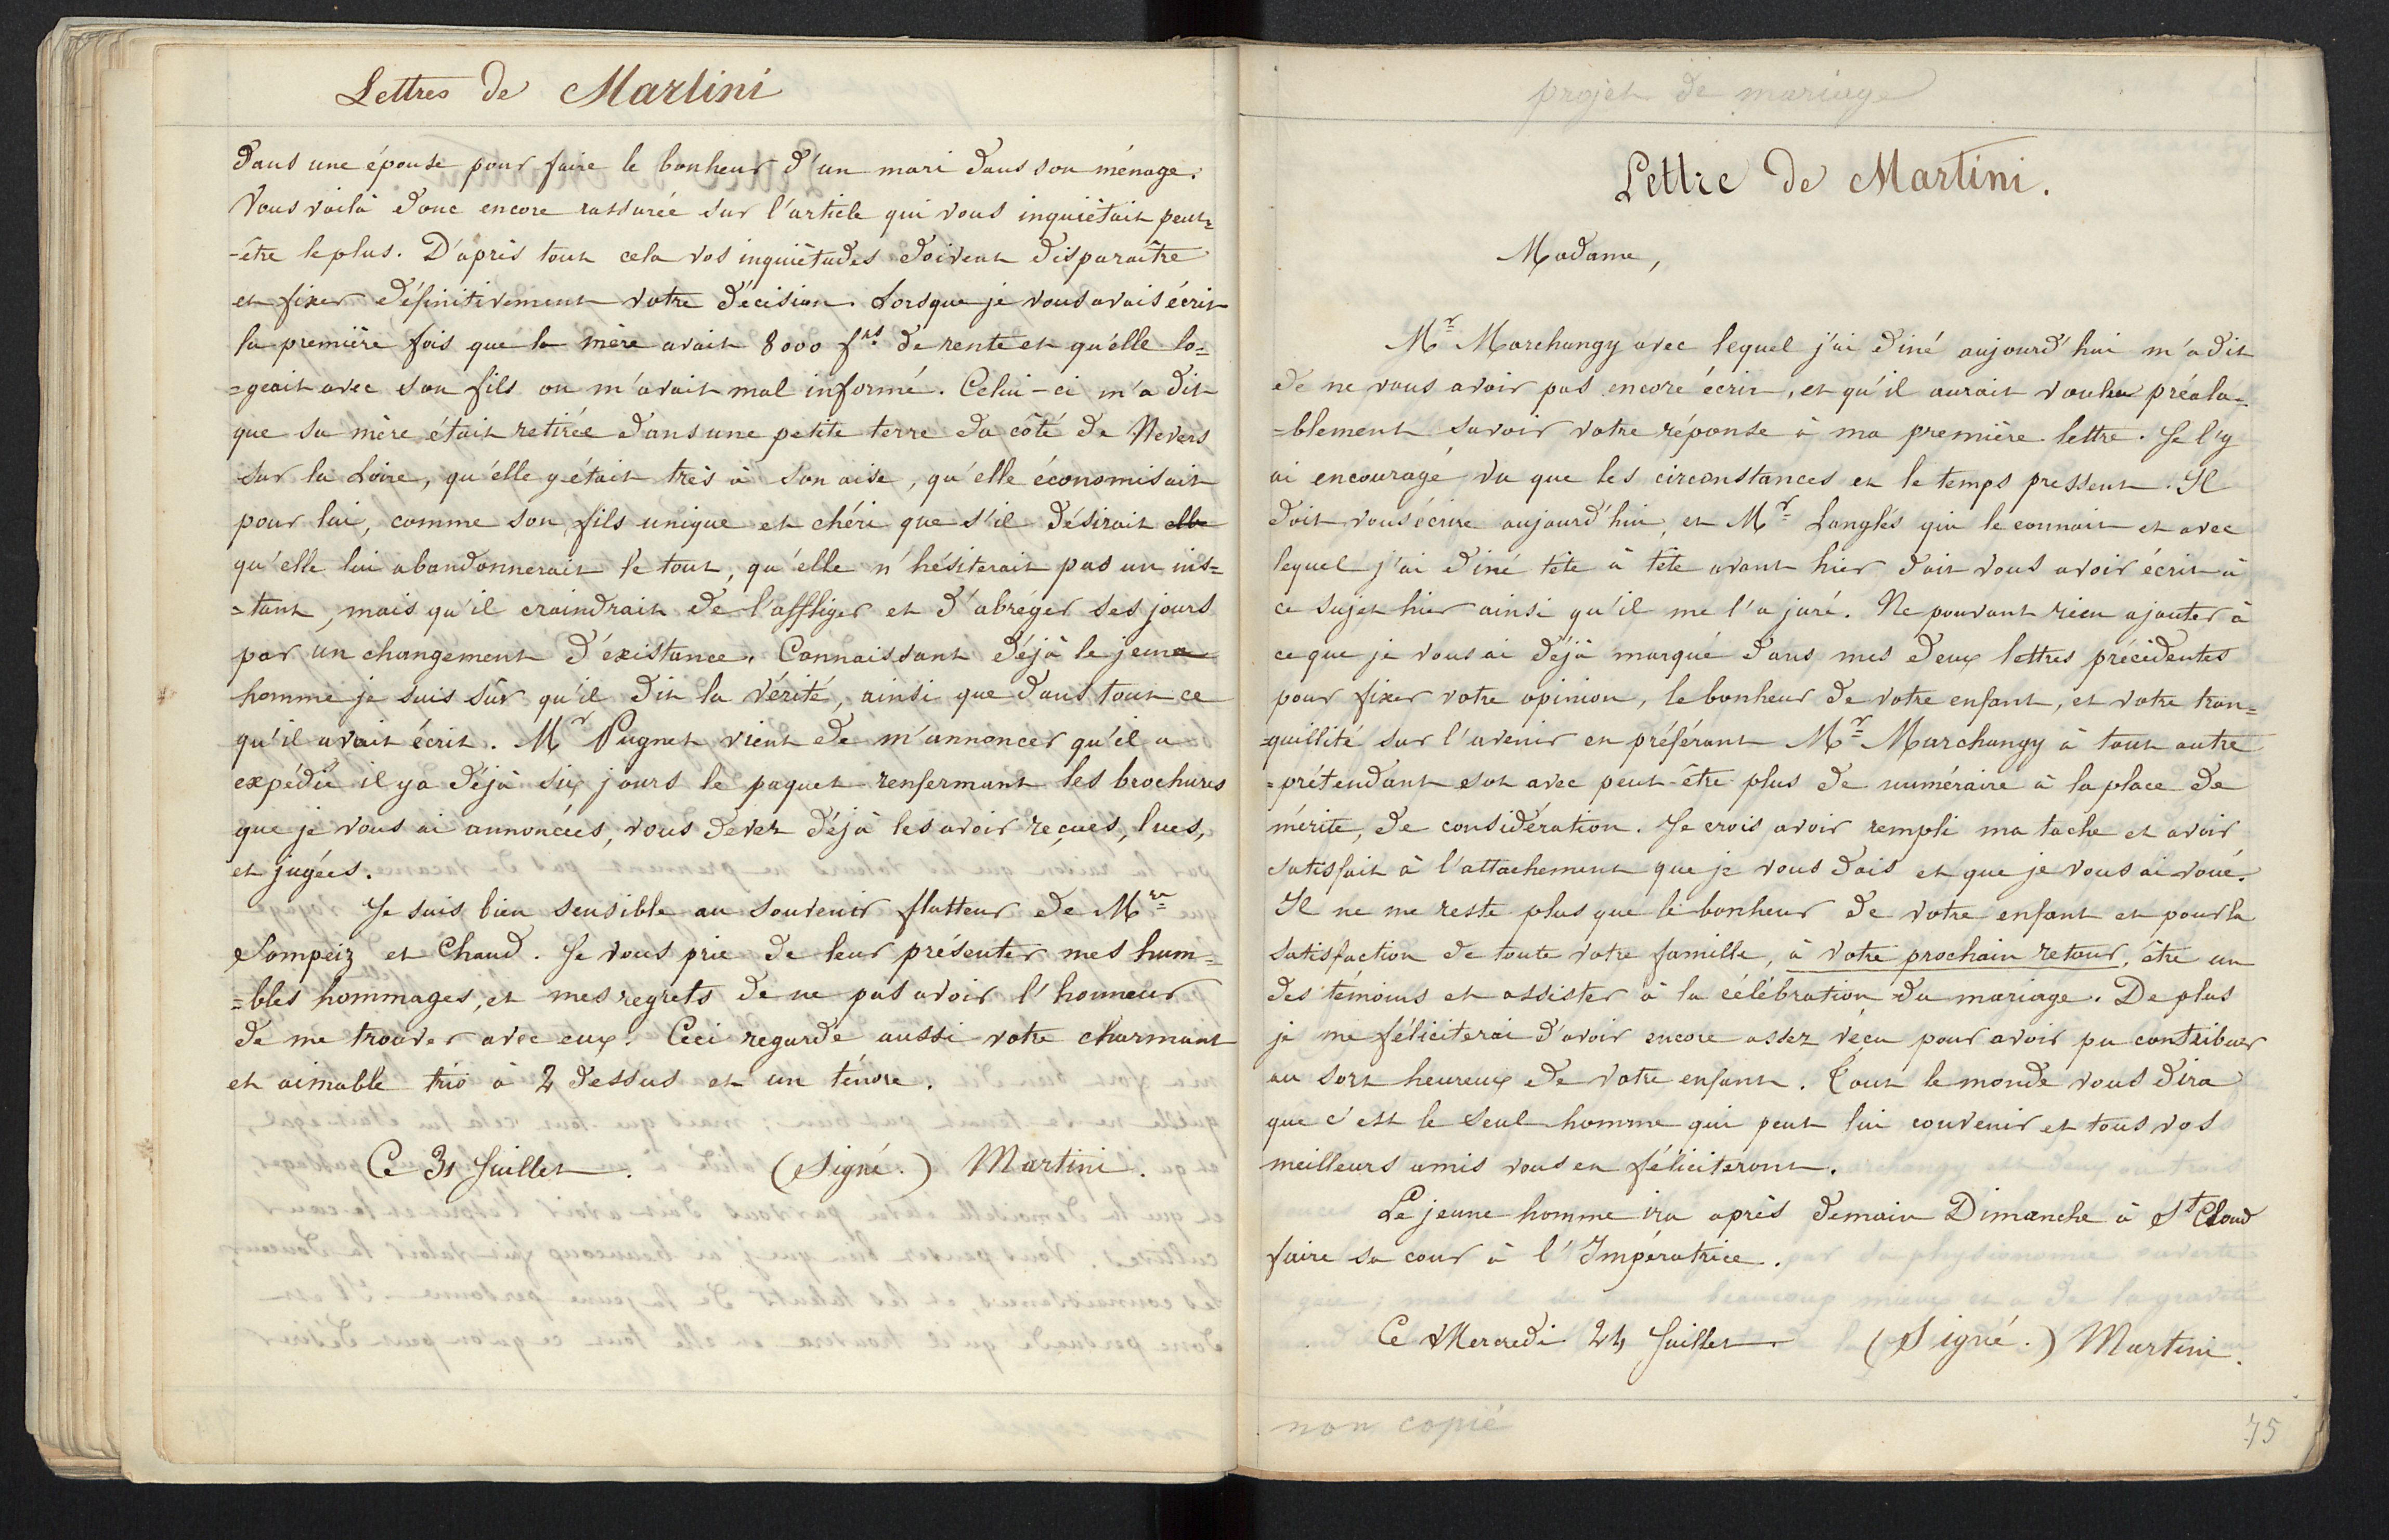 Lettres de Martini
dans une épouse pour faire le bonheur d'un mari dans son ménage.
Vous voilà donc encore rassurée sur l'article qui vous inquiétait peut=
-être le plus. D'après tout cela vos inquiétudes doivent disparaître
et fixer définitivement votre décision. Lorsque je vous avais écrit
la première fois que la mère avait 8000 frs. de rente et qu'elle lo=
=geait avec son fils on m'avait mal informé. Celui-ci m'a dit
que sa mère était retirée dans une petite terre du côté de Nevers
sur la Loire, qu'elle y était très à son aise, qu'elle économisait
pour lui, comme son fils unique et chéri que s'il désirait elle
qu'elle lui abandonnerait le tout, qu'elle n'hésiterait pas un ins=
=tant, mais qu'il craindrait de l'affliger et d'abréger ses jours
par un changement d'existance. Connaissant déjà le jeune
homme je suis sûr qu'il dit la vérité, ainsi que dans tout ce
qu'il avait écrit. Mr Pugnet vient de m'annoncer qu'il a
expédié il y a déjà six jours le paquet renfermant les brochures
que je vous ai annoncées, vous devez déjà les avoir reçues, lues,
et jugées.
Je suis bien sensible au souvenir flatteur de Mrs
Sompeiz et Chaud. Je vous prie de leur présenter mes hum=
=bles hommages, et mes regrets de ne pas avoir l'honneur
de me trouver avec eux. Ceci regarde aussi votre charmant
et aimable trio à 2 dessus et un ténore.
Ce 31 Juillet. (Signé.) Martini.
projet de mariage
Lettre de Martini.
Madame,
Mr Marchangy avec lequel j'ai diné aujourd'hui m'a dit
de ne vous avoir pas encore écrit, et qu'il aurait voulu préala=
=blement savoir votre réponse à ma première lettre. Je l'y
ai encouragé vu que les circonstances et le temps pressent. Il
doit vous écrire aujourd'hui, et Mr Langlés qui le connait et avec
lequel j'ai diné tête à tête avant hier doit vous avoir écrit à
ce sujet hier ainsi qu'il me l'a juré. Ne pouvant rien ajouter à
ce que je vous ai déjà marqué dans mes deux lettres précédentes
pour fixer votre opinion, le bonheur de votre enfant, et votre tran=
=quillité sur l'avenir en préférant Mr Marchangy à tout autre
=prétendant sot avec peut-être plus de numéraire à la place de
mérite, de considération. Je crois avoir rempli ma tache et avoir
satisfait à l'attachement que je vous dois et que je vous ai voué.
Il ne me reste plus que le bonheur de votre enfant et pour la
satisfaction de toute votre famille, à votre prochain retour, être un
des témoins et assister à la célébration du mariage. De plus
je me féliciterai d'avoir encore assez vécu pour avoir pu contribuer
au sort heureux de votre enfant. Tout le monde vous dira
que c'est le seul homme qui peut lui convenir et tous vos
meilleurs amis vous en féliciteront.
Le jeune homme ira après demain Dimanche à St Cloud
faire sa cour à l'Impératrice.
Ce Mercredi 24 Juillet (Signé.) Martini.
non copié
75